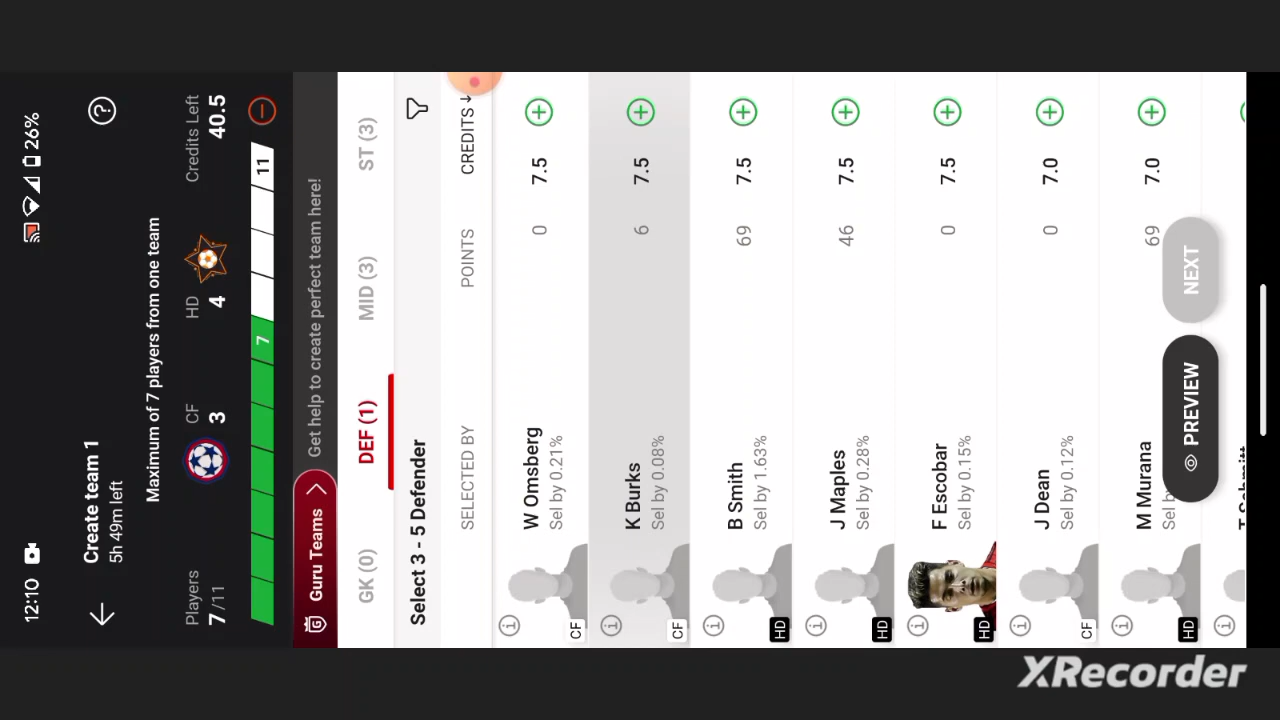 12:10
26%
Create team 1
5h 49m left
Maximum of 7 players from one team
Players
7/11
CF
3
HD
4
Credits Left
40.5
7
11
Guru Teams
Get help to create perfect team here!
GK (0)
DEF (1)
MID (3)
ST (3)
Select 3 - 5 Defender
SELECTED BY
POINTS
CREDITS
W Omsberg
Sel by 0.21%
0
7.5
CF
K Burks
Sel by 0.08%
6
7.5
CF
B Smith
Sel by 1.63%
69
7.5
HD
J Maples
Sel by 0.28%
46
7.5
HD
F Escobar
Sel by 0.15%
0
7.5
HD
J Dean
Sel by 0.12%
0
7.0
CF
M Murana
Sel b
69
7.0
HD
PREVIEW
NEXT
XRecorder